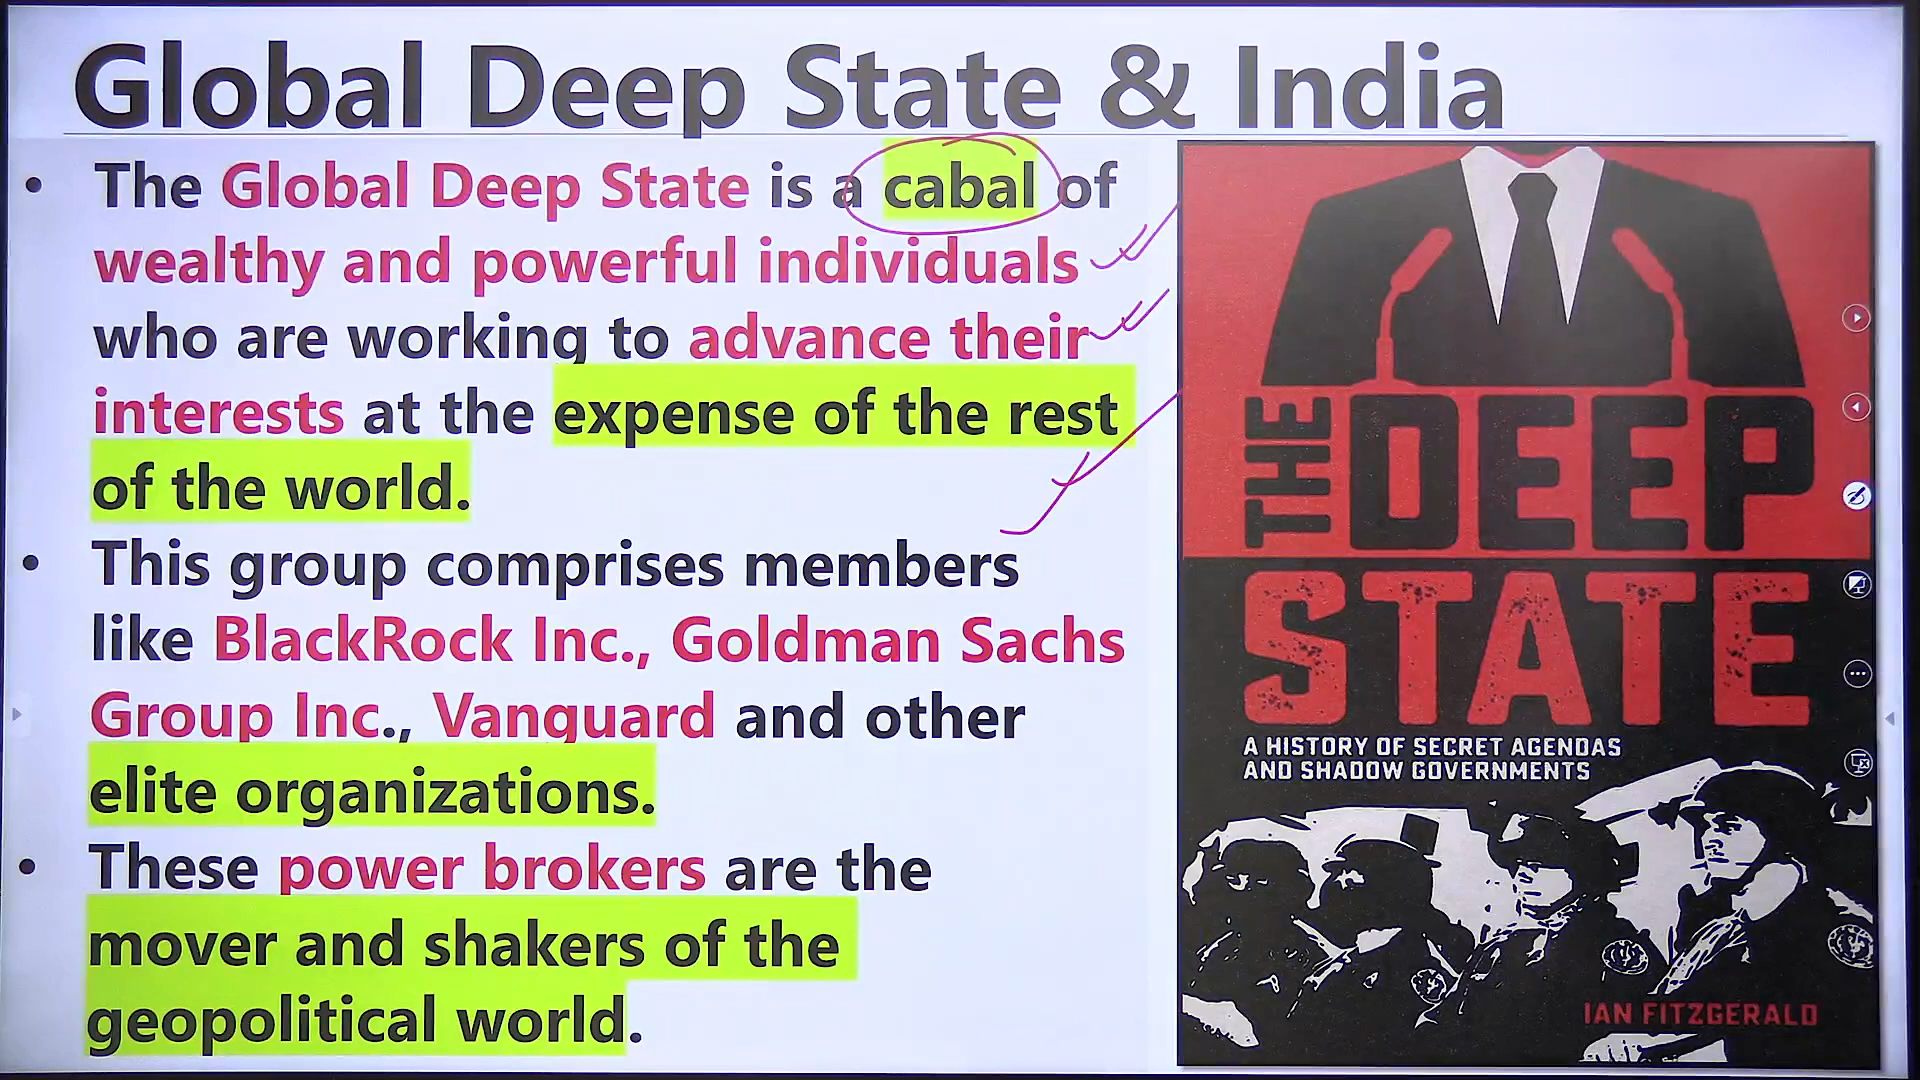 Global Deep State & India
• The Global Deep State is a cabal of
wealthy and powerful individuals
who are working to advance their
interests at the expense of the rest
of the world.
• This group comprises members
like BlackRock Inc., Goldman Sachs
Group Inc., Vanguard and other
elite organizations.
• These power brokers are the
mover and shakers of the
geopolitical world.
THE DEEP
STATE
A HISTORY OF SECRET AGENDAS
AND SHADOW GOVERNMENTS
IAN FITZGERALD